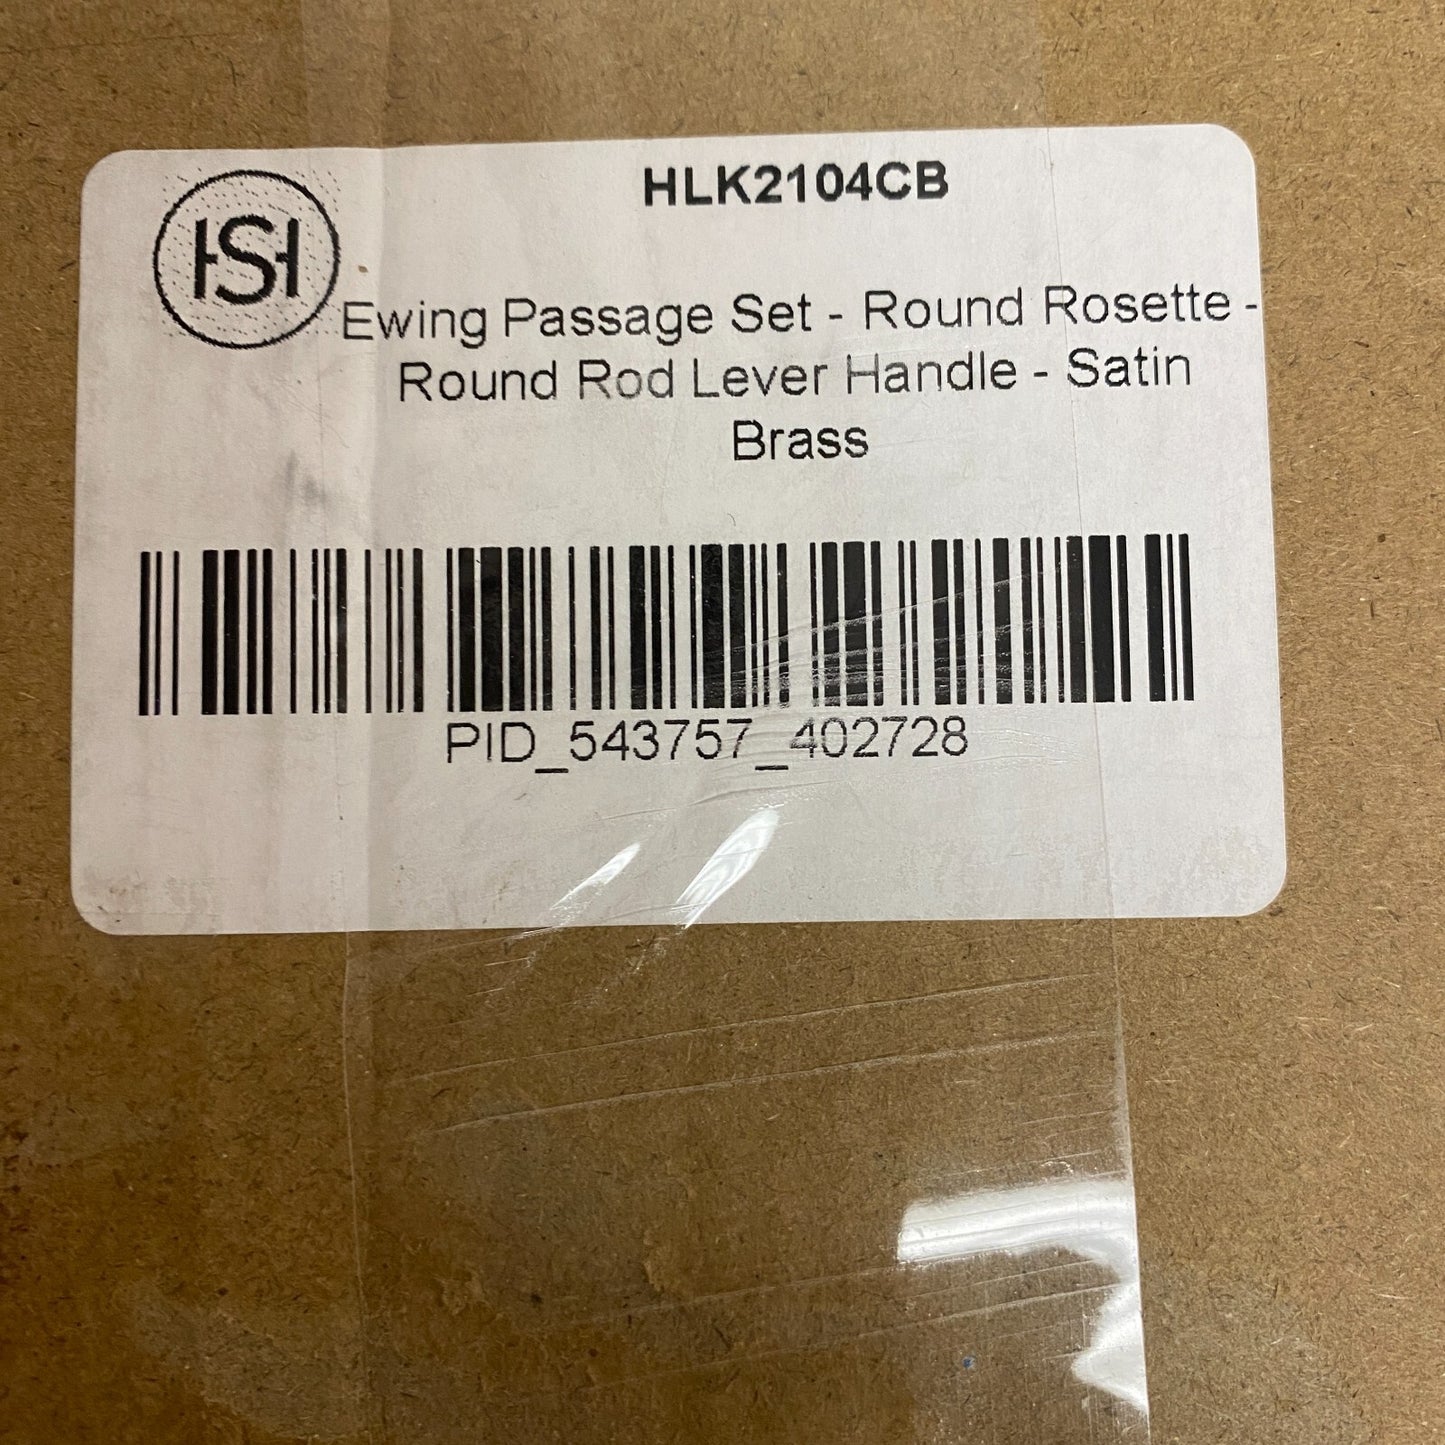 HLK2104CB
HSH
Ewing Passage Set - Round Rosette -
Round Rod Lever Handle - Satin
Brass
PID_543757_402728